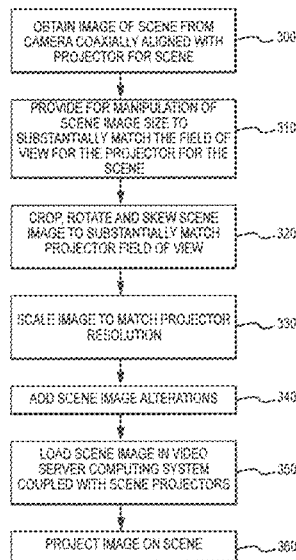 OBTAIN IMAGE OF SCENE FROM
CAMERA COAXIALLY ALIGNED WITH
PROJECTOR FOR SCENE
300
PROVIDE FOR MANIPULATION OF
SCENE IMAGE SIZE TO
SUBSTANTIALLY MATCH THE FIELD OF
VIEW FOR THE PROJECTOR FOR THE
SCENE
310
CROP, ROTATE AND SKEW SCENE
IMAGE TO SUBSTANTIALLY MATCH
PROJECTOR FIELD OF VIEW
320
SCALE IMAGE TO MATCH PROJECTOR
RESOLUTION
330
ADD SCENE IMAGE ALTERATIONS
340
LOAD SCENE IMAGE IN VIDEO
SERVER COMPUTING SYSTEM
COUPLED WITH SCENE PROJECTORS
350
PROJECT IMAGE ON SCENE
360